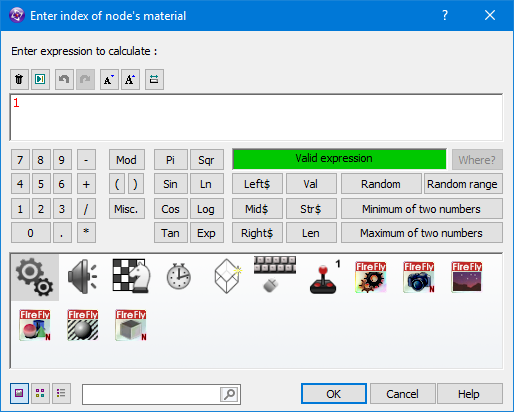 Enter index of node's material
?
Enter expression to calculate :
A A
1
7 8 9 - Mod Pi Sqr Valid expression Where?
4 5 6 + ( ) Sin Ln Left$ Val Random Random range
1 2 3 / Misc. Cos Log Mid$ Str$ Minimum of two numbers
0 . * Tan Exp Right$ Len Maximum of two numbers
1 FIREFLY FIREFLY N FIREFLY
FIREFLY N FIREFLY FIREFLY N
OK Cancel Help